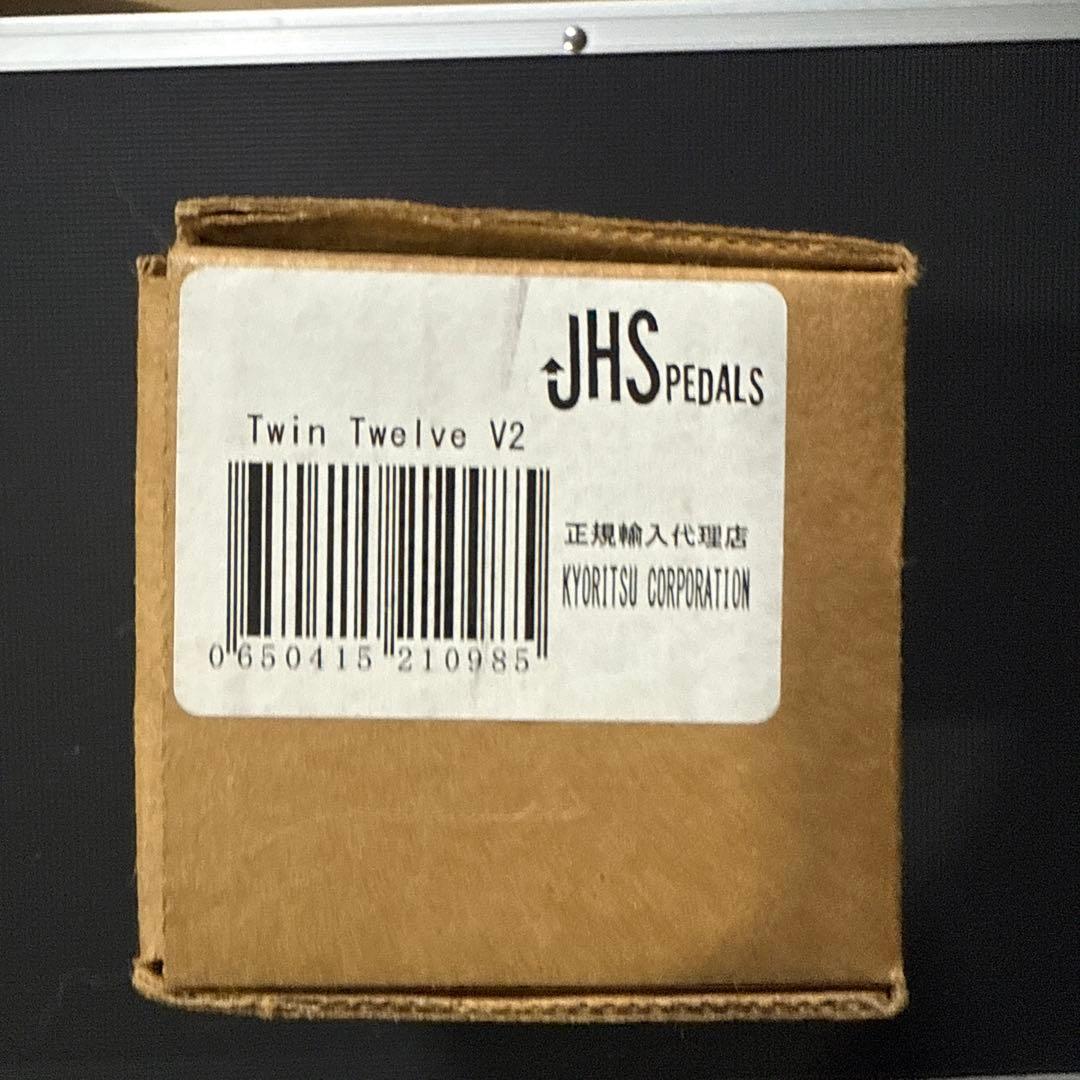 JHS PEDALS
Twin Twelve V2
正規輸入代理店
KYORITSU CORPORATION
0 650415 210985